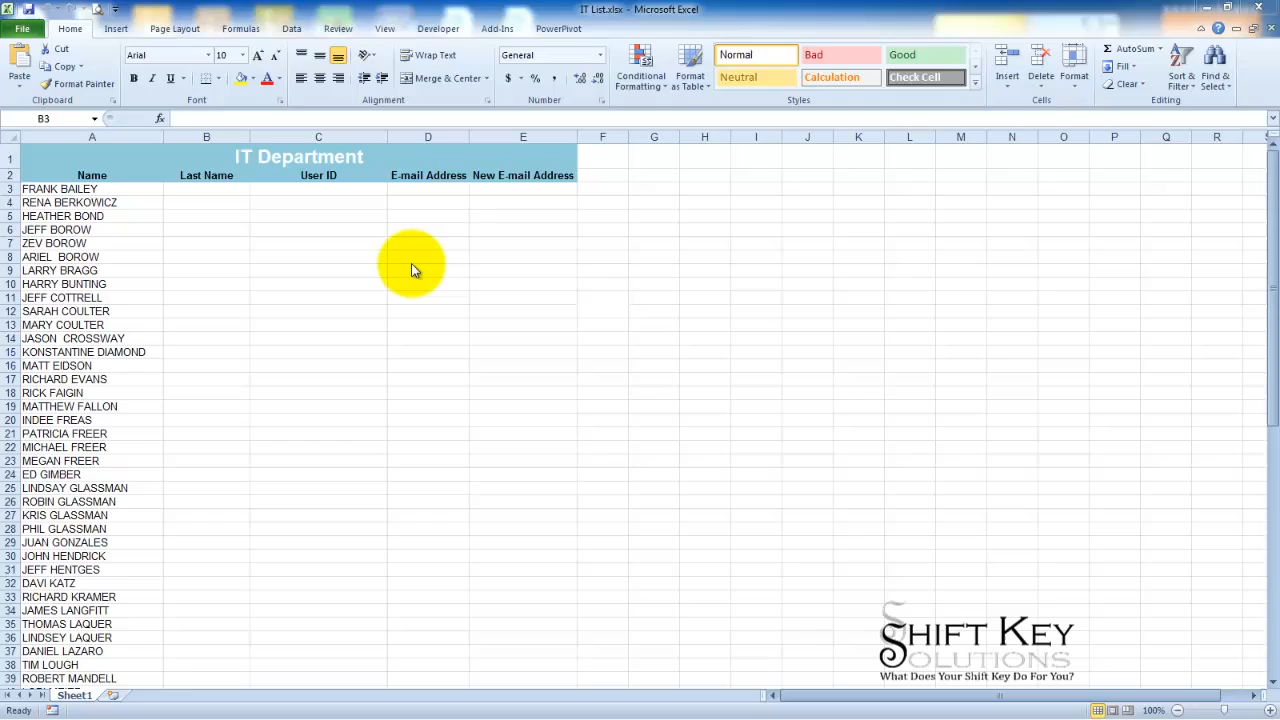 IT List.xlsx - Microsoft Excel
File Home Insert Page Layout Formulas Data Review View Developer Add-Ins PowerPivot
Paste
Cut
Copy
Format Painter
Clipboard
Arial 10
A A
B I U A
Font
Wrap Text
Merge & Center
Alignment
General
$ % ,
Number
Conditional Formatting
Format as Table
Normal Bad Good
Neutral Calculation Check Cell
Styles
Insert Delete Format
Cells
Σ AutoSum
Fill
Clear
Sort & Filter
Find & Select
Editing
B3 fx
A B C D E F G H I J K L M N O P Q R
1 IT Department
2 Name Last Name User ID E-mail Address New E-mail Address
3 FRANK BAILEY
4 RENA BERKOWICZ
5 HEATHER BOND
6 JEFF BOROW
7 ZEV BOROW
8 ARIEL  BOROW
9 LARRY BRAGG
10 HARRY BUNTING
11 JEFF COTTRELL
12 SARAH COULTER
13 MARY COULTER
14 JASON  CROSSWAY
15 KONSTANTINE DIAMOND
16 MATT EIDSON
17 RICHARD EVANS
18 RICK FAIGIN
19 MATTHEW FALLON
20 INDEE FREAS
21 PATRICIA FREER
22 MICHAEL FREER
23 MEGAN FREER
24 ED GIMBER
25 LINDSAY GLASSMAN
26 ROBIN GLASSMAN
27 KRIS GLASSMAN
28 PHIL GLASSMAN
29 JUAN GONZALES
30 JOHN HENDRICK
31 JEFF HENTGES
32 DAVI KATZ
33 RICHARD KRAMER
34 JAMES LANGFITT
35 THOMAS LAQUER
36 LINDSEY LAQUER
37 DANIEL LAZARO
38 TIM LOUGH
39 ROBERT MANDELL
SHIFT KEY
SOLUTIONS
What Does Your Shift Key Do For You?
Sheet1
Ready 100%